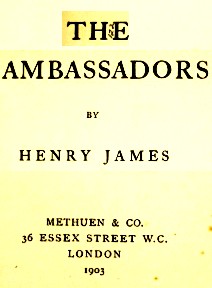 THE
AMBASSADORS
BY
HENRY JAMES
METHUEN & CO.
36 ESSEX STREET W.C.
LONDON
1903